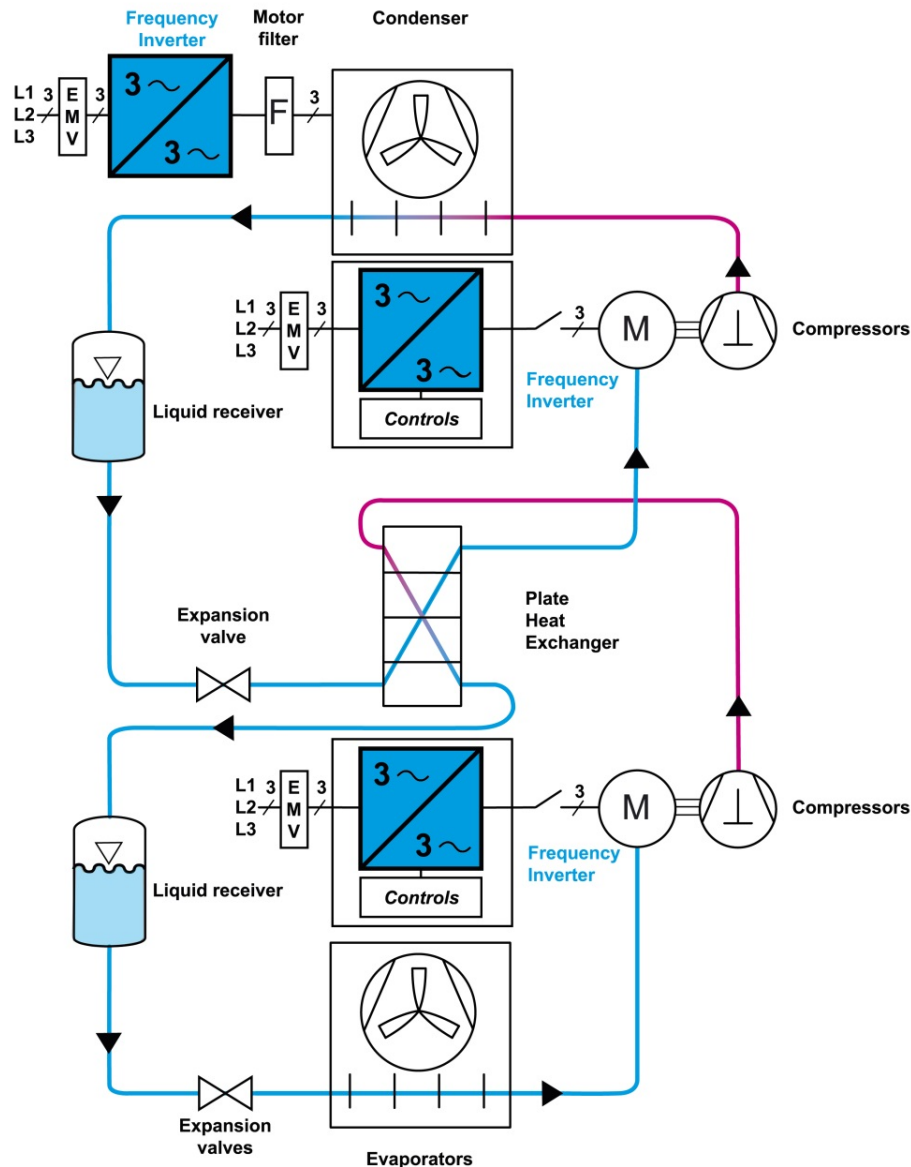 Frequency
Inverter
Motor
filter
Condenser
L1
L2
L3
3
E
M
V
3
3 ~
3 ~
F
3
L1
L2
L3
3
E
M
V
3
3 ~
3 ~
Controls
3
M
Compressors
Frequency
Inverter
Liquid receiver
Plate
Heat
Exchanger
Expansion
valve
L1
L2
L3
3
E
M
V
3
3 ~
3 ~
Controls
3
M
Compressors
Frequency
Inverter
Liquid receiver
Expansion
valves
Evaporators